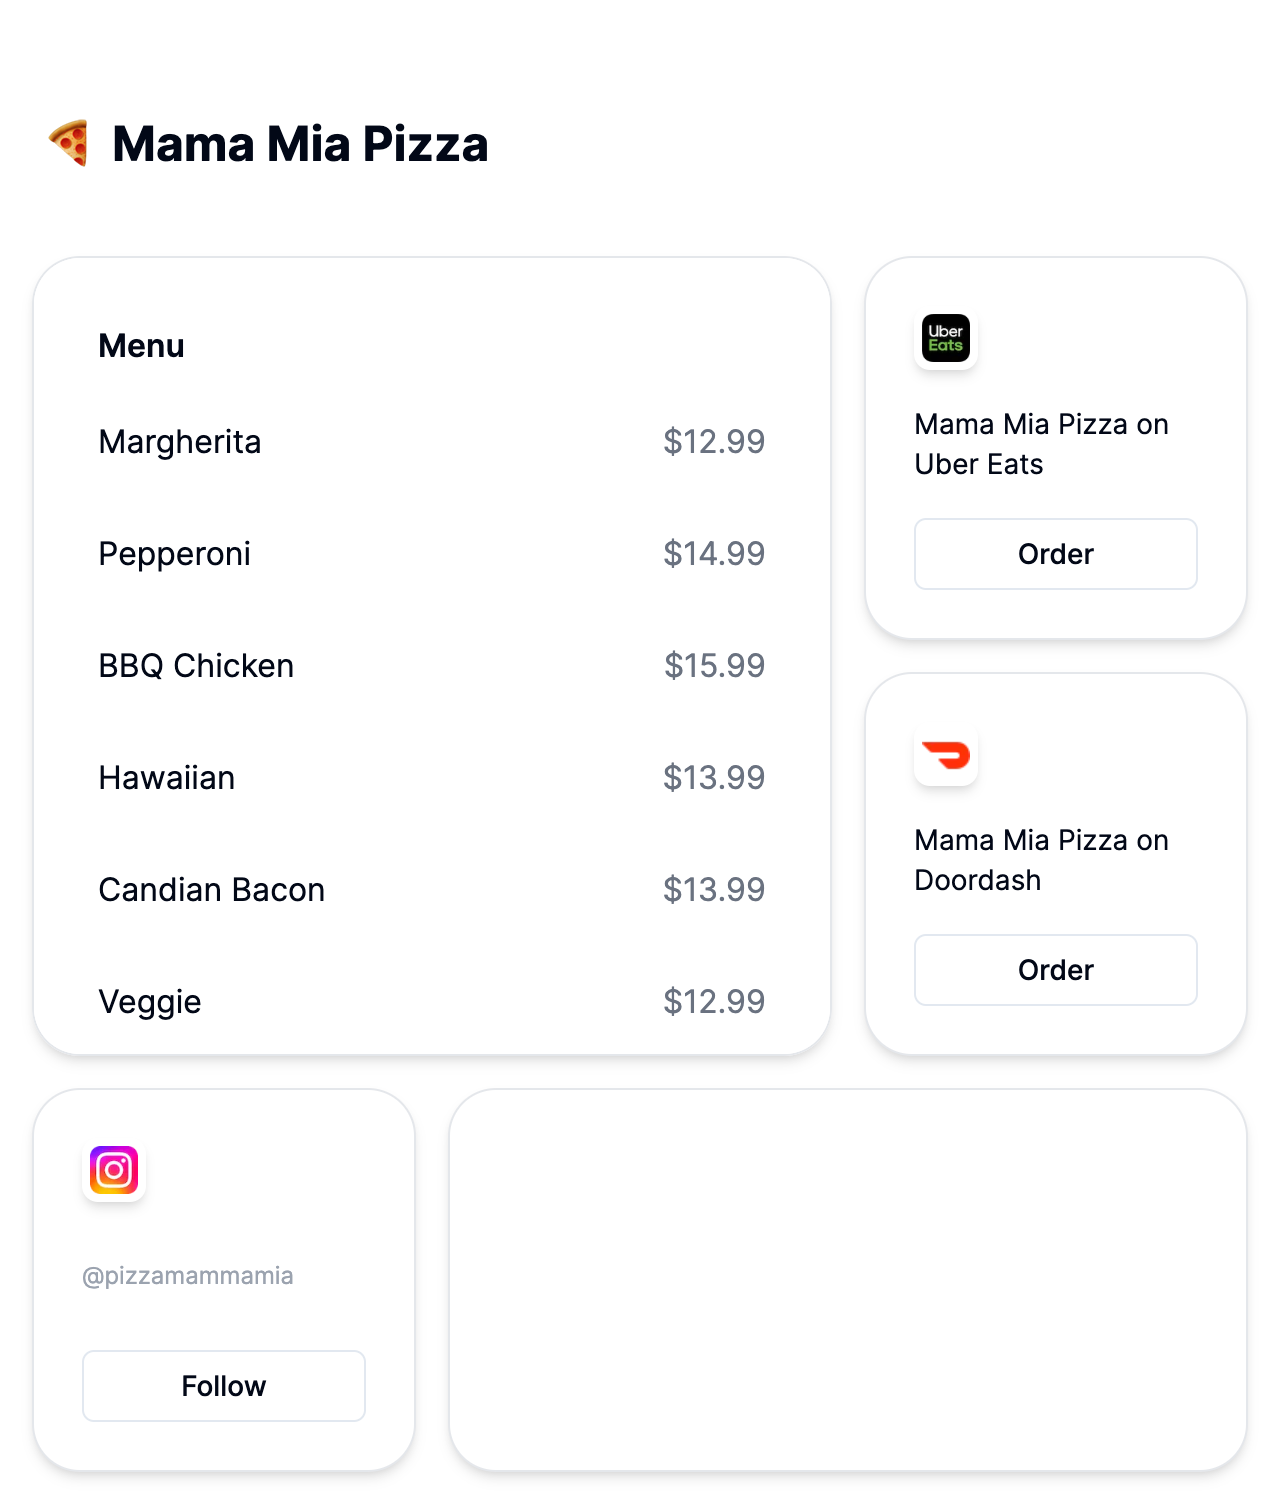 Mama Mia Pizza
Menu
Margherita $12.99
Pepperoni $14.99
BBQ Chicken $15.99
Hawaiian $13.99
Candian Bacon $13.99
Veggie $12.99
Uber
Eats
Mama Mia Pizza on
Uber Eats
Order
Mama Mia Pizza on
Doordash
Order
@pizzamammamia
Follow